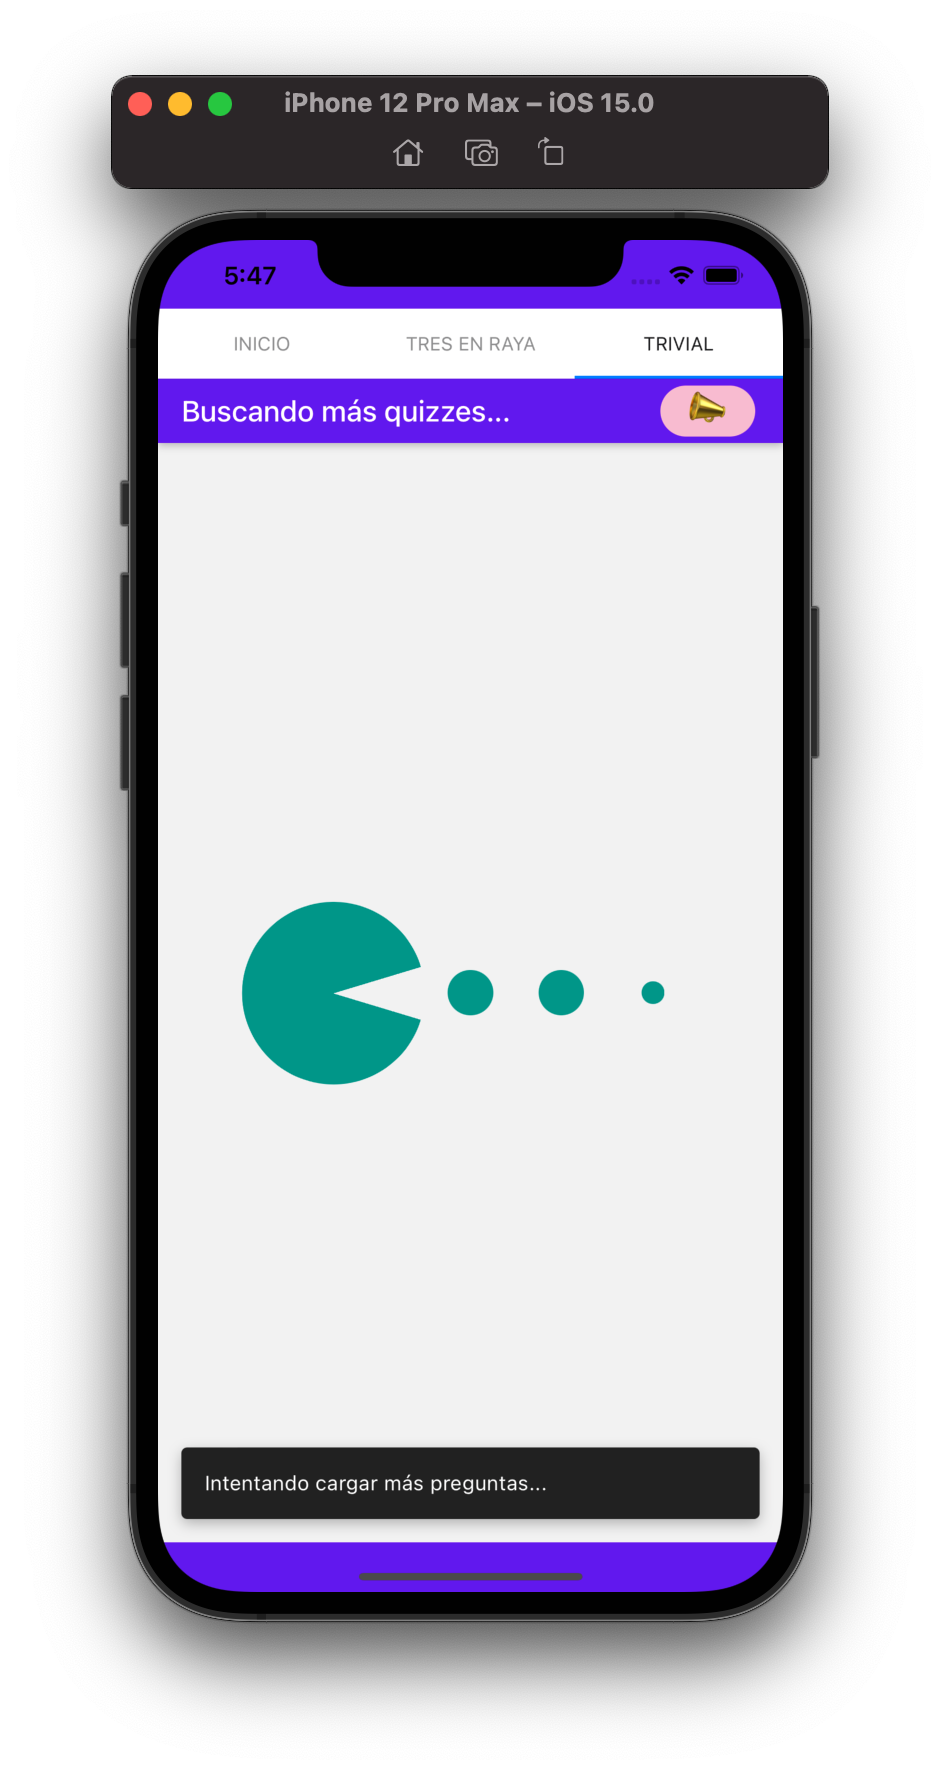 iPhone 12 Pro Max – iOS 15.0
5:47
INICIO
TRES EN RAYA
TRIVIAL
Buscando más quizzes...
Intentando cargar más preguntas...